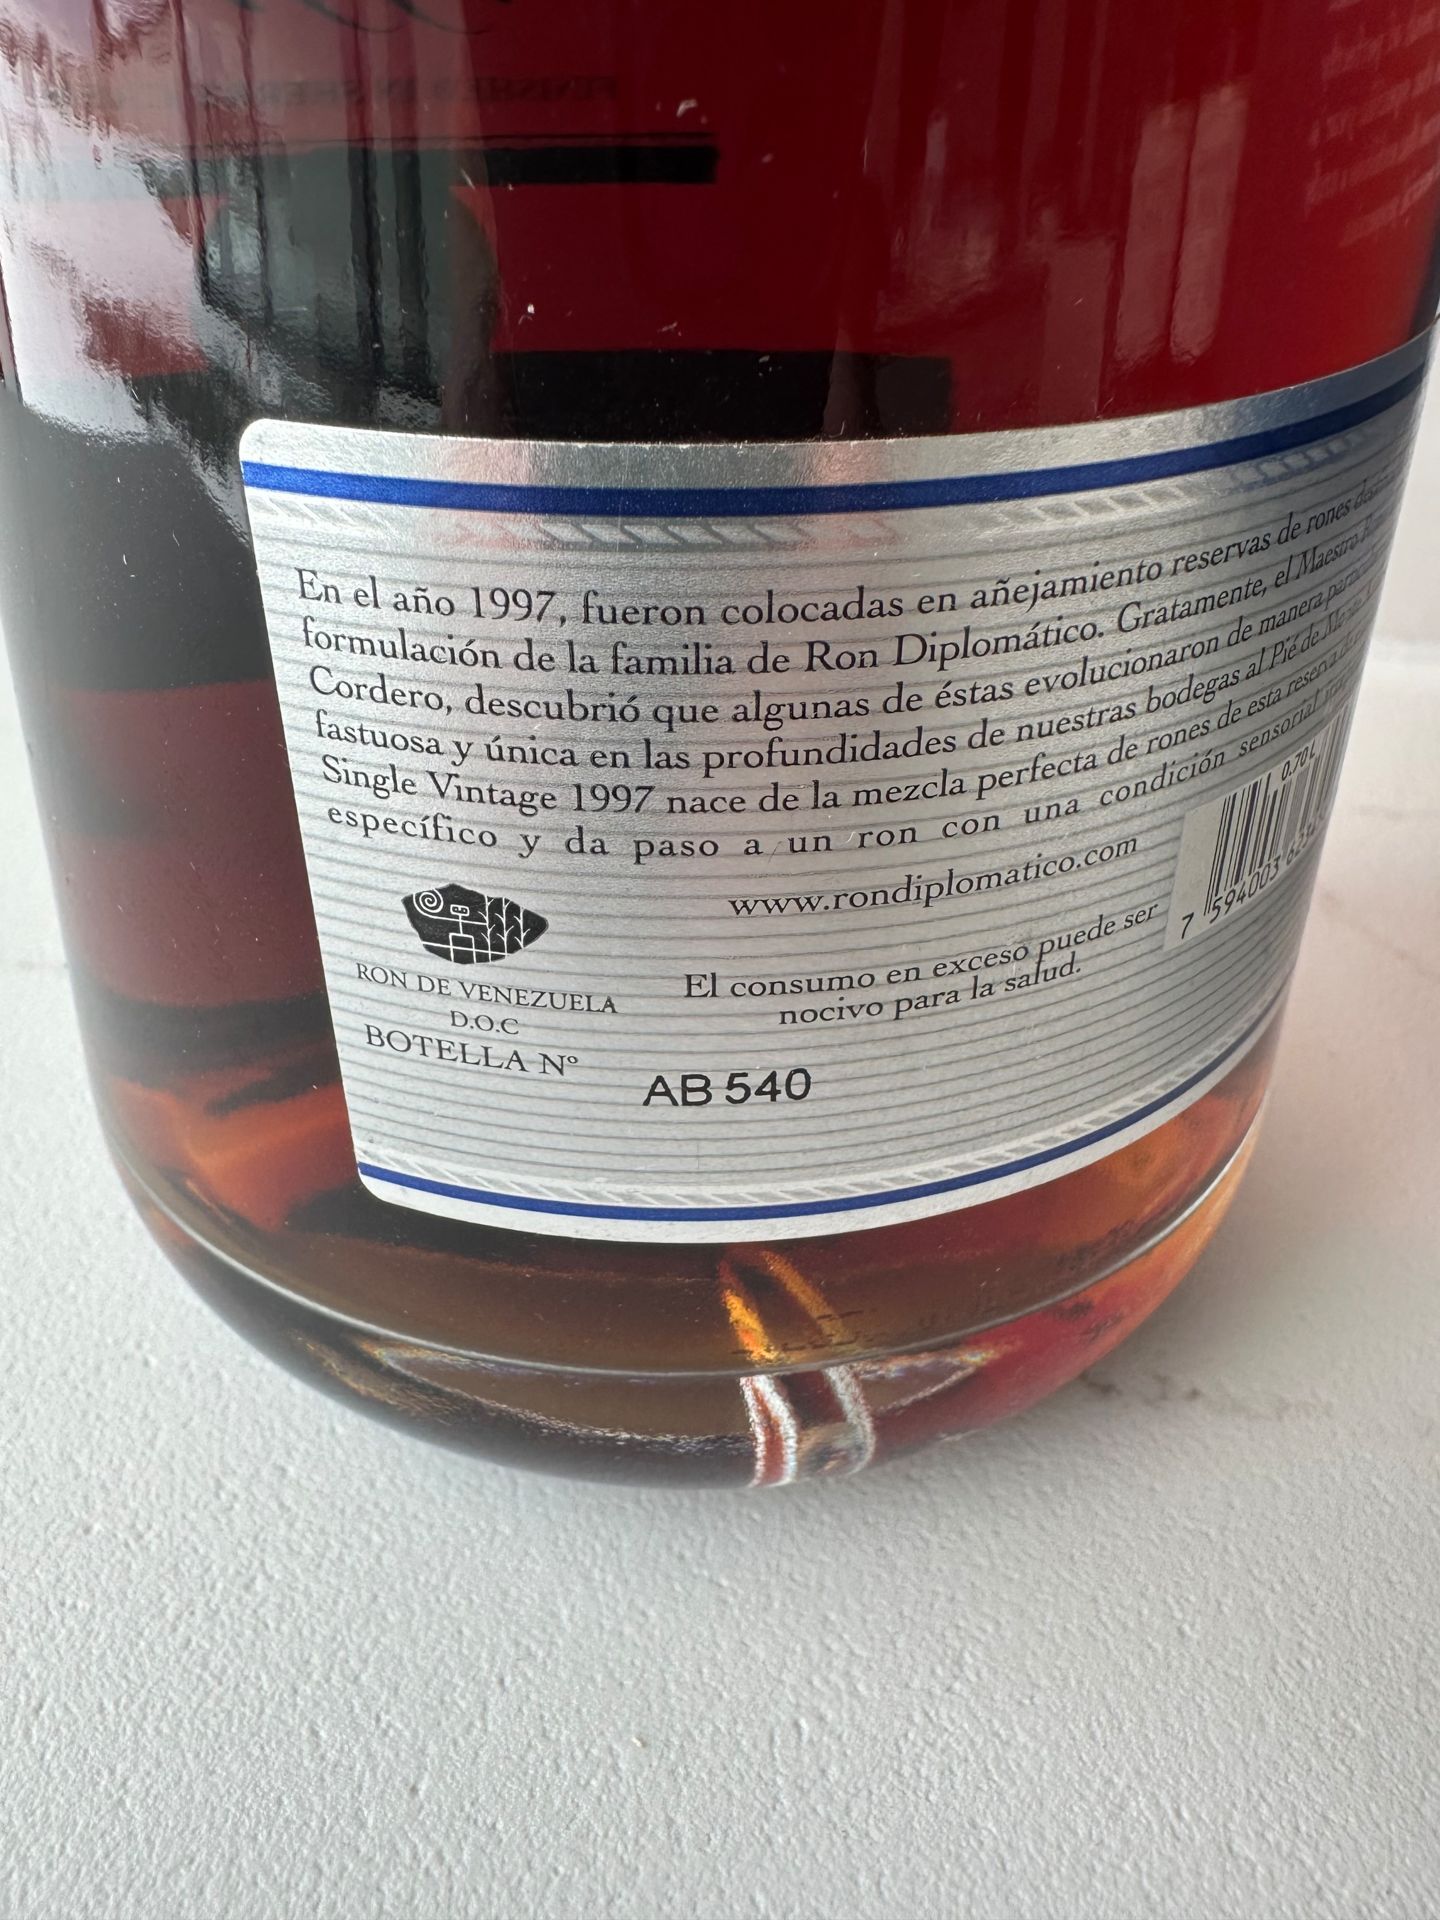 FINISHED IN SHERRY
En el año 1997, fueron colocadas en añejamiento reservas de rones
formulación de la familia de Ron Diplomático. Gratamente, el Maestro
Cordero, descubrió que algunas de éstas evolucionaron de manera
fastuosa y única en las profundidades de nuestras bodegas al Pié de
Single Vintage 1997 nace de la mezcla perfecta de rones de esta reserva
específico y da paso a un ron con una condición sensorial
www.rondiplomatico.com
0.70 L
7 594003 62
El consumo en exceso puede ser
nocivo para la salud.
RON DE VENEZUELA
D.O.C
BOTELLA Nº
AB 540